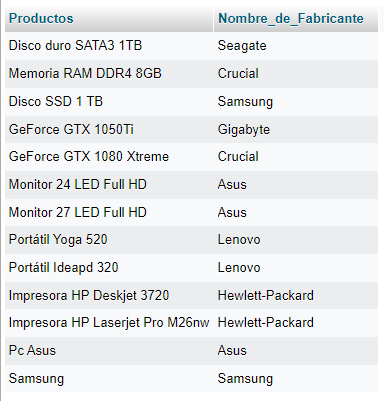 Productos Nombre_de_Fabricante
Disco duro SATA3 1TB Seagate
Memoria RAM DDR4 8GB Crucial
Disco SSD 1 TB Samsung
GeForce GTX 1050Ti Gigabyte
GeForce GTX 1080 Xtreme Crucial
Monitor 24 LED Full HD Asus
Monitor 27 LED Full HD Asus
Portátil Yoga 520 Lenovo
Portátil Ideapd 320 Lenovo
Impresora HP Deskjet 3720 Hewlett-Packard
Impresora HP Laserjet Pro M26nw Hewlett-Packard
Pc Asus Asus
Samsung Samsung